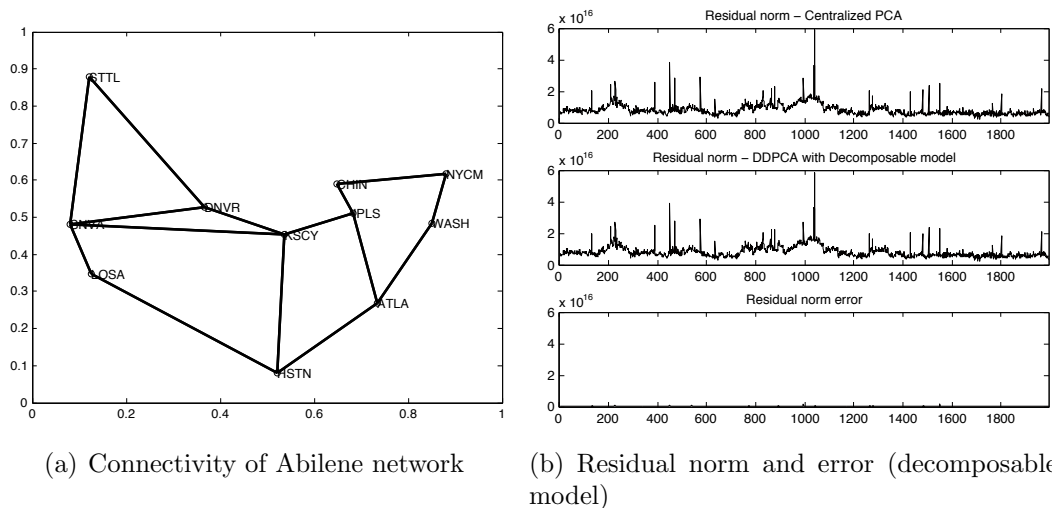 1
0.9
0.8
0.7
0.6
0.5
0.4
0.3
0.2
0.1
0
0 0.2 0.4 0.6 0.8 1
STTL
DNVR
SNVA
LOSA
KSCY
HSTN
CHIN
IPLS
NYCM
WASH
ATLA
(a) Connectivity of Abilene network
Residual norm – Centralized PCA
x 10^16
6
4
2
0
0 200 400 600 800 1000 1200 1400 1600 1800
Residual norm – DDPCA with Decomposable model
x 10^16
6
4
2
0
0 200 400 600 800 1000 1200 1400 1600 1800
Residual norm error
x 10^16
6
4
2
0
0 200 400 600 800 1000 1200 1400 1600 1800
(b) Residual norm and error (decomposable
model)